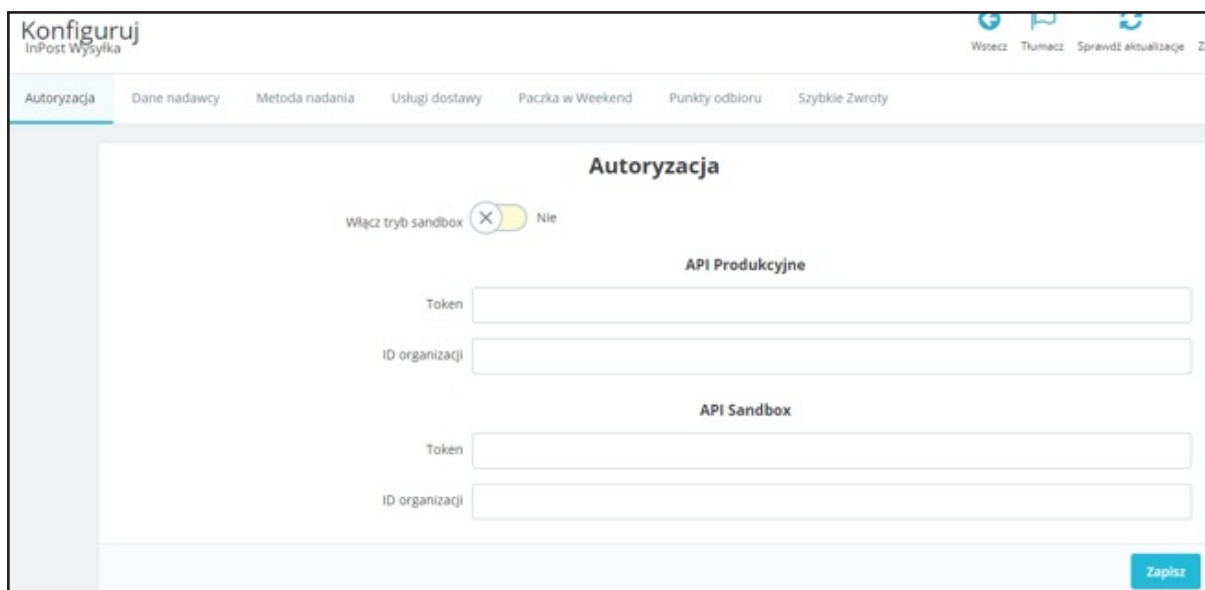 Konfiguruj
InPost Wysyłka
Wstecz Tłumacz Sprawdź aktualizacje
Autoryzacja Dane nadawcy Metoda nadania Usługi dostawy Paczka w Weekend Punkty odbioru Szybkie Zwroty
Autoryzacja
Włącz tryb sandbox Nie
API Produkcyjne
Token
ID organizacji
API Sandbox
Token
ID organizacji
Zapisz